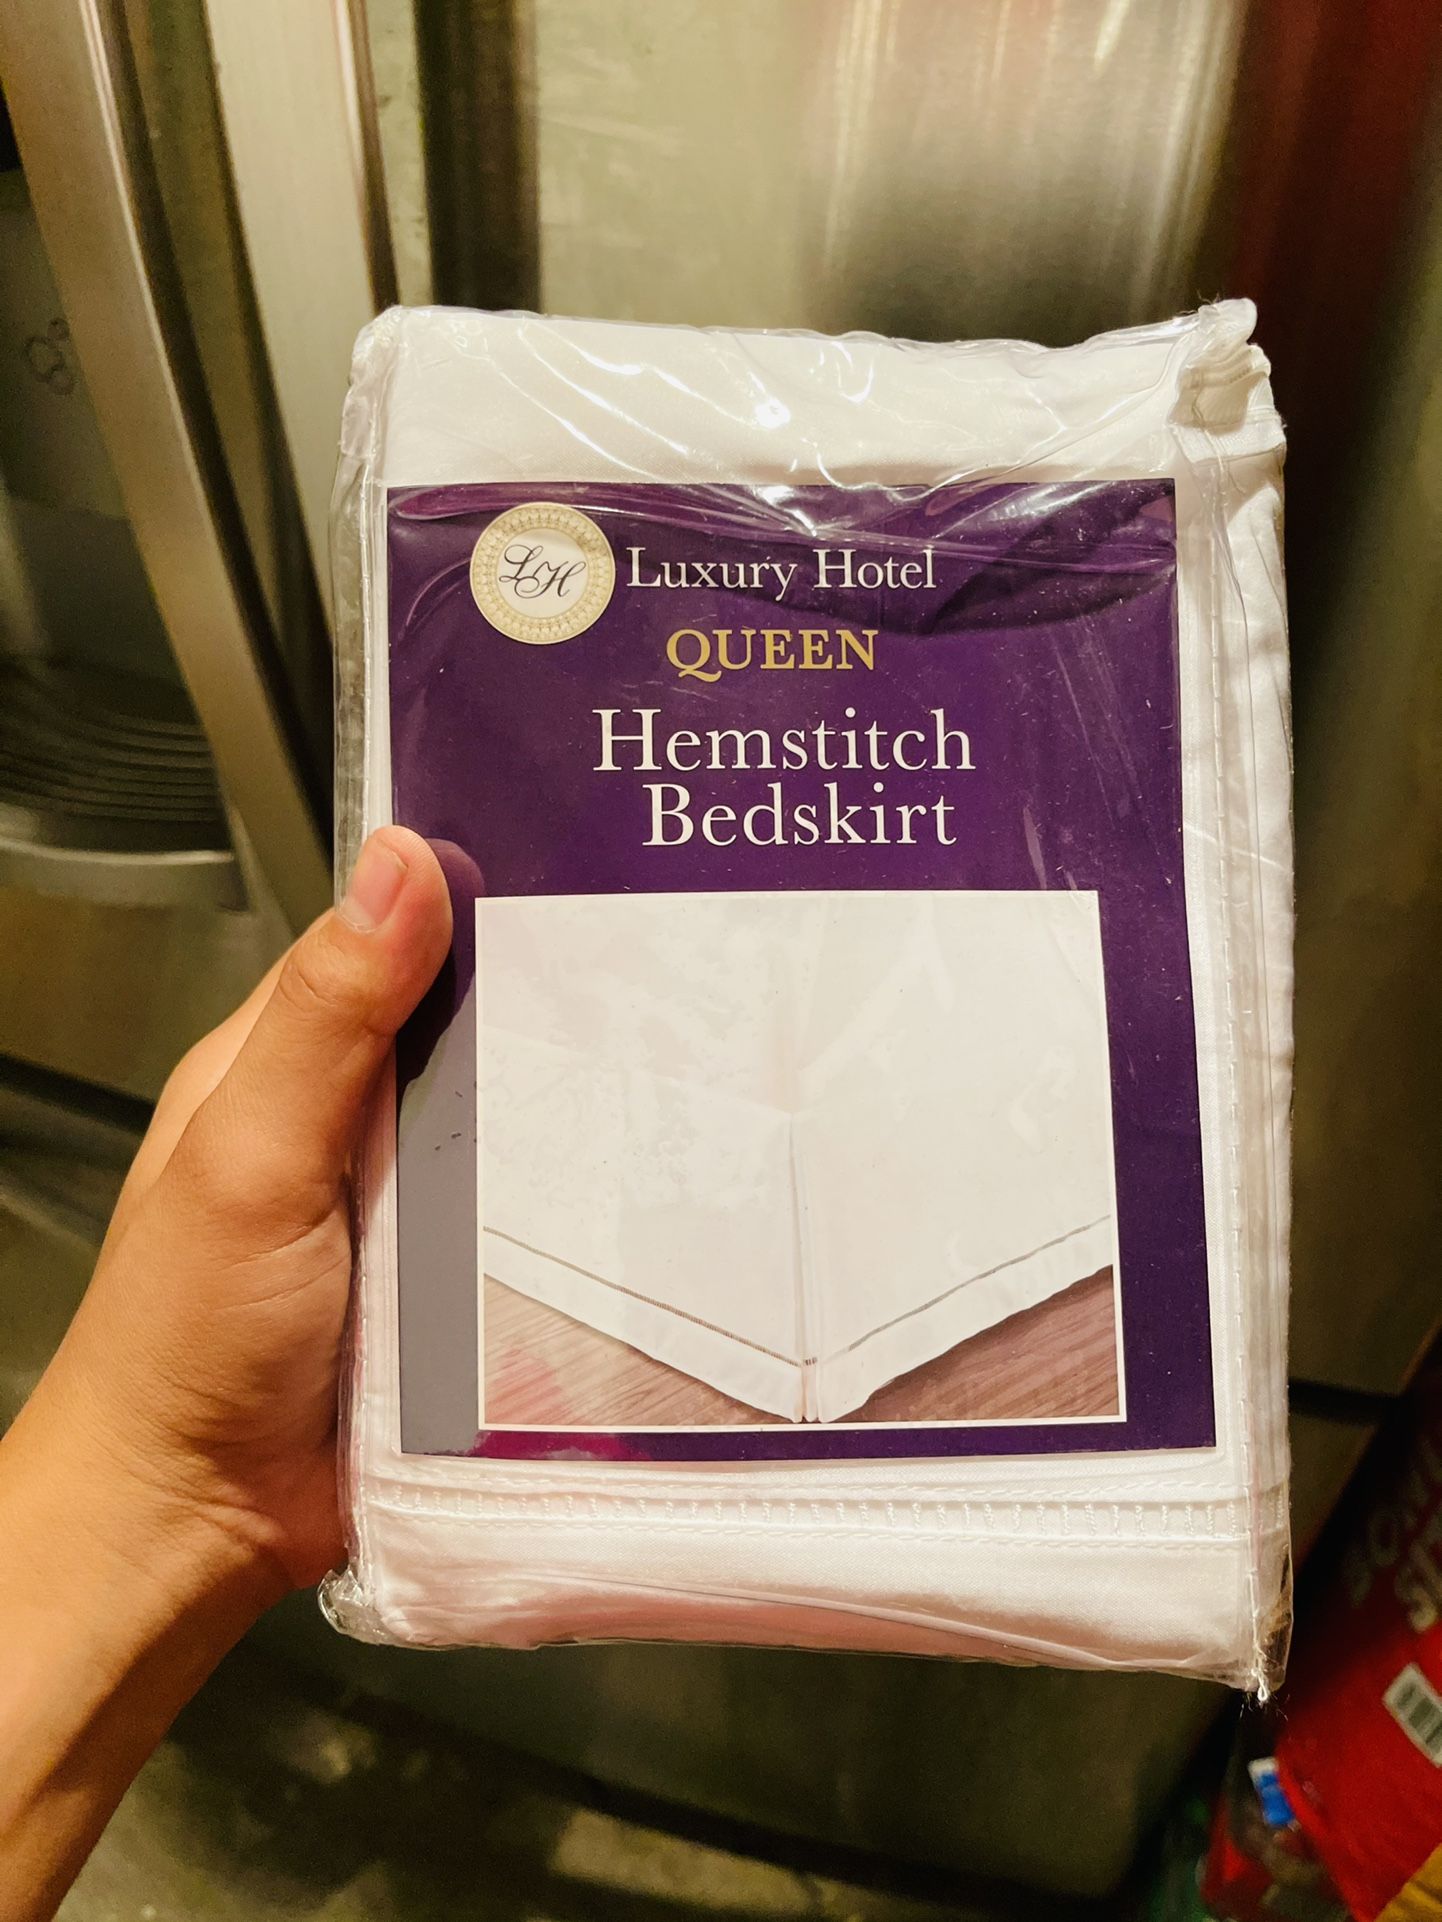 LH
Luxury Hotel
QUEEN
Hemstitch
Bedskirt